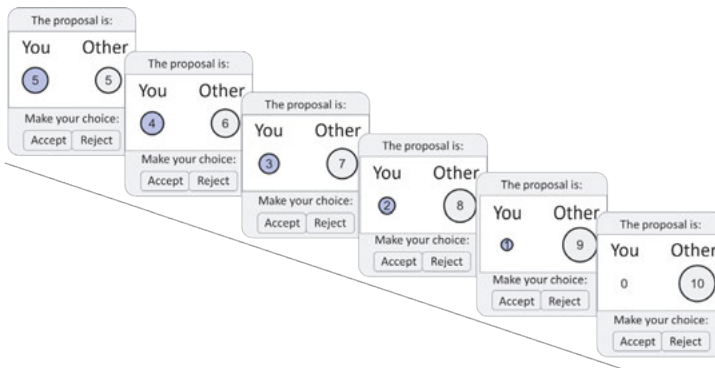 The proposal is:
You Other
5 5
Make your choice:
Accept Reject
The proposal is:
You Other
4 6
Make your choice:
Accept Reject
The proposal is:
You Other
3 7
Make your choice:
Accept Reject
The proposal is:
You Other
2 8
Make your choice:
Accept Reject
The proposal is:
You Other
1 9
Make your choice:
Accept Reject
The proposal is:
You Other
0 10
Make your choice:
Accept Reject